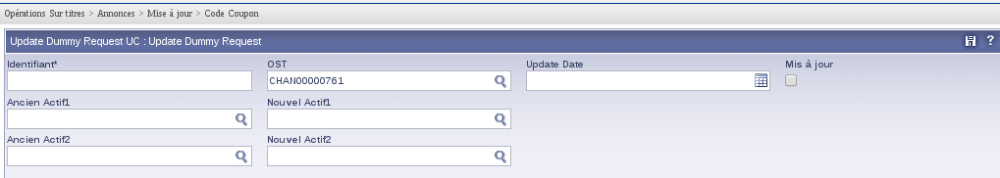 Opérations Sur titres > Annonces > Mise à jour > Code Coupon
Update Dummy Request UC : Update Dummy Request ?
Identifiant* OST Update Date Mis à jour
CHAN00000761
Ancien Actif1 Nouvel Actif1
Ancien Actif2 Nouvel Actif2